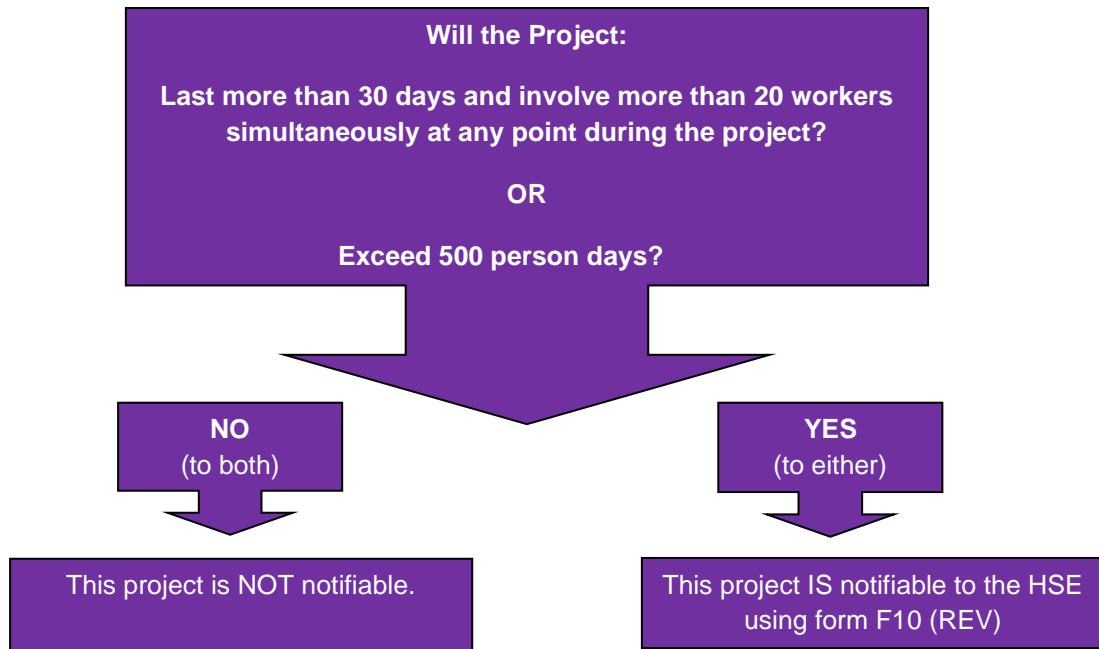 Will the Project:
Last more than 30 days and involve more than 20 workers
simultaneously at any point during the project?
OR
Exceed 500 person days?
NO
(to both)
YES
(to either)
This project is NOT notifiable.
This project IS notifiable to the HSE
using form F10 (REV)